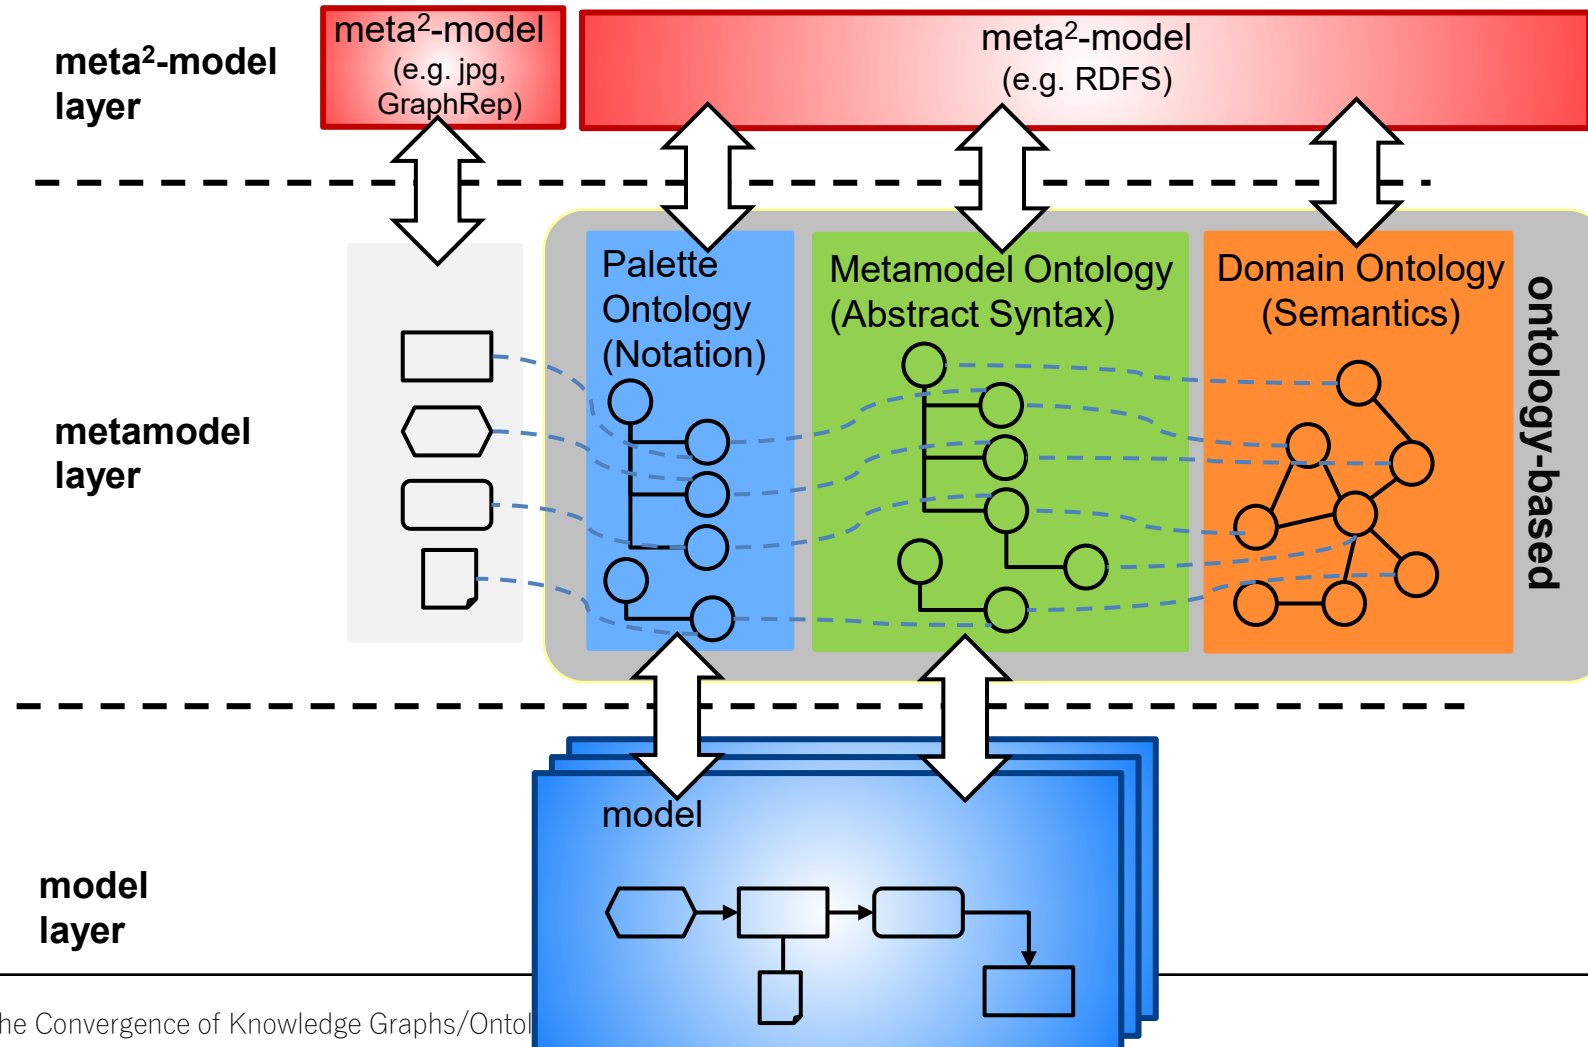 meta²-model
layer
meta²-model
(e.g. jpg,
GraphRep)
meta²-model
(e.g. RDFS)
metamodel
layer
Palette
Ontology
(Notation)
Metamodel Ontology
(Abstract Syntax)
Domain Ontology
(Semantics)
ontology-based
model
layer
model
he Convergence of Knowledge Graphs/Ontol